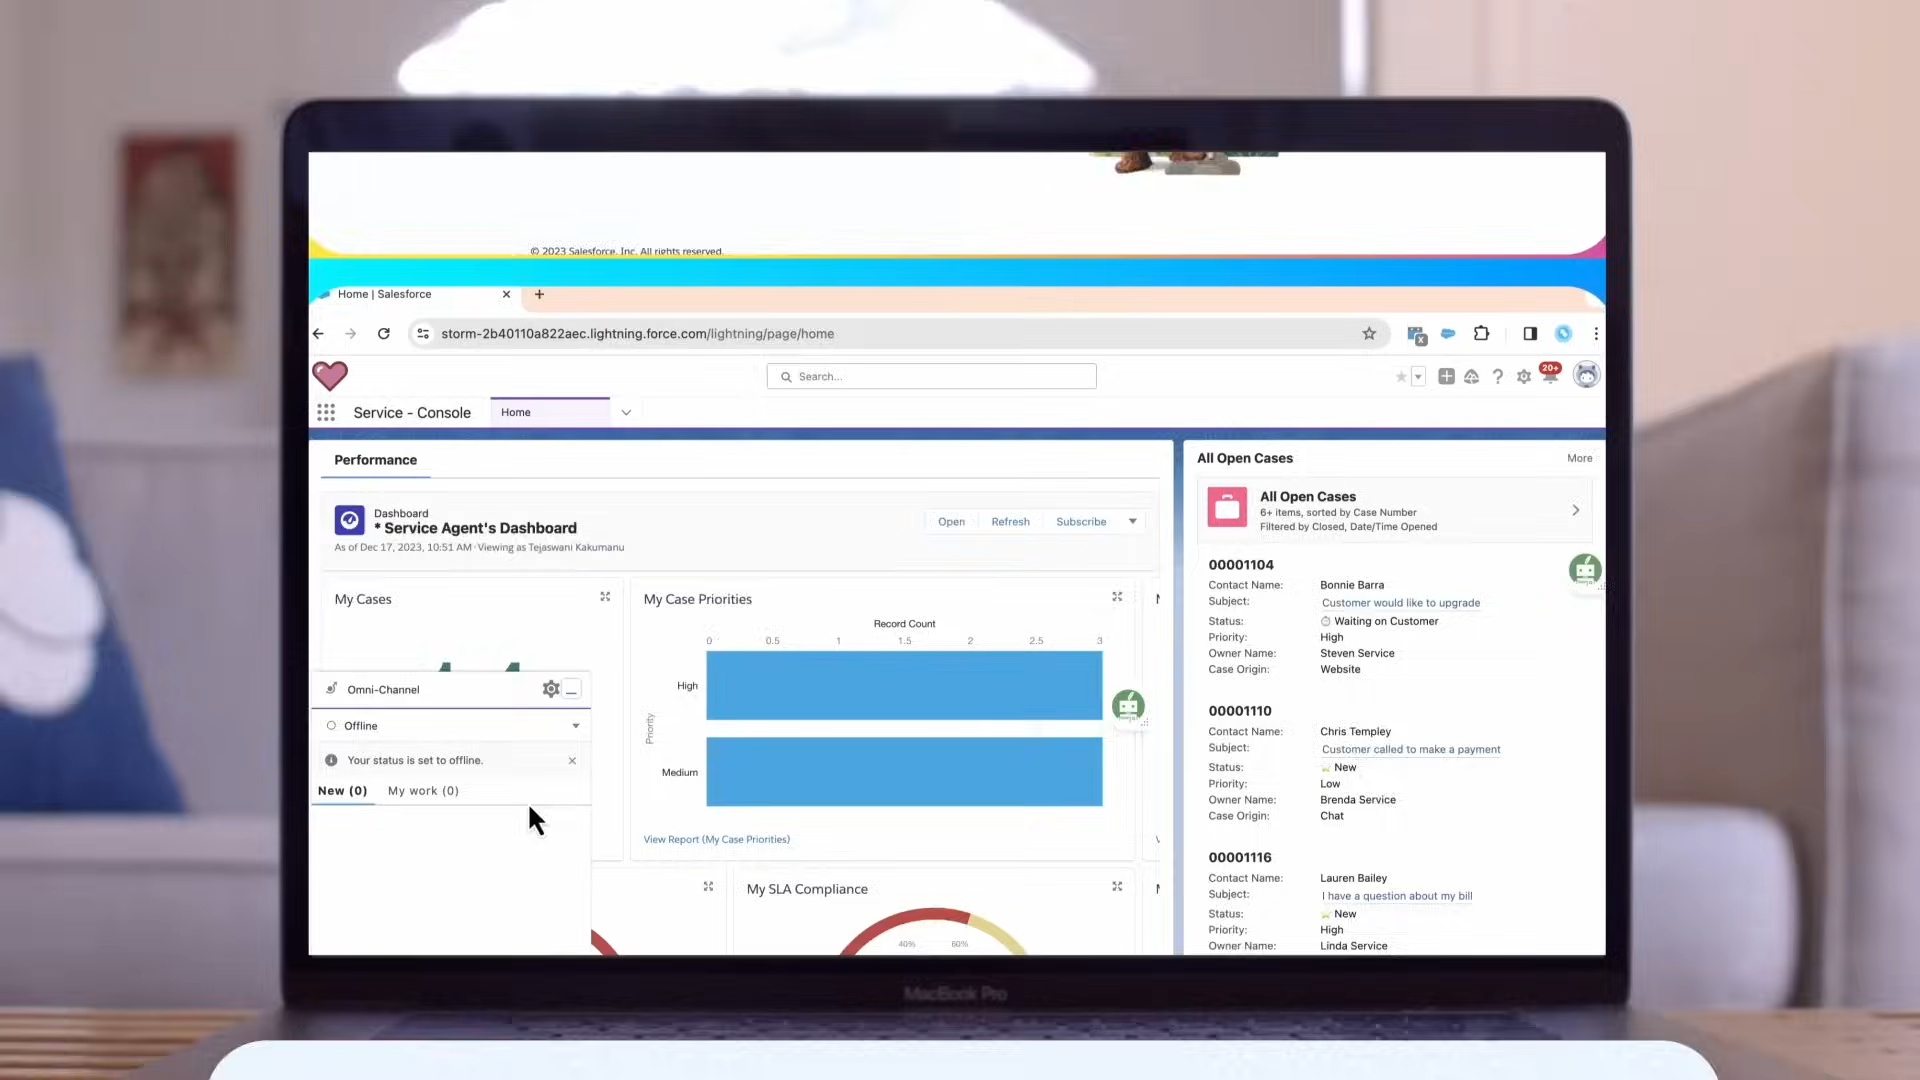 © 2023 Salesforce, Inc. All rights reserved.
Home | Salesforce
storm-2b40110a822aec.lightning.force.com/lightning/page/home
Search...
20+
Service - Console
Home
Performance
Dashboard
* Service Agent's Dashboard
As of Dec 17, 2023, 10:51 AM·Viewing as Tejaswani Kakumanu
Open
Refresh
Subscribe
My Cases
My Case Priorities
Record Count
0 0.5 1 1.5 2 2.5 3
Priority
High
Medium
View Report (My Case Priorities)
Omni-Channel
Offline
Your status is set to offline.
New (0) My work (0)
My SLA Compliance
40% 60%
All Open Cases
More
All Open Cases
6+ items, sorted by Case Number
Filtered by Closed, Date/Time Opened
00001104
Contact Name: Bonnie Barra
Subject: Customer would like to upgrade
Status: Waiting on Customer
Priority: High
Owner Name: Steven Service
Case Origin: Website
00001110
Contact Name: Chris Templey
Subject: Customer called to make a payment
Status: New
Priority: Low
Owner Name: Brenda Service
Case Origin: Chat
00001116
Contact Name: Lauren Bailey
Subject: I have a question about my bill
Status: New
Priority: High
Owner Name: Linda Service
MacBook Pro